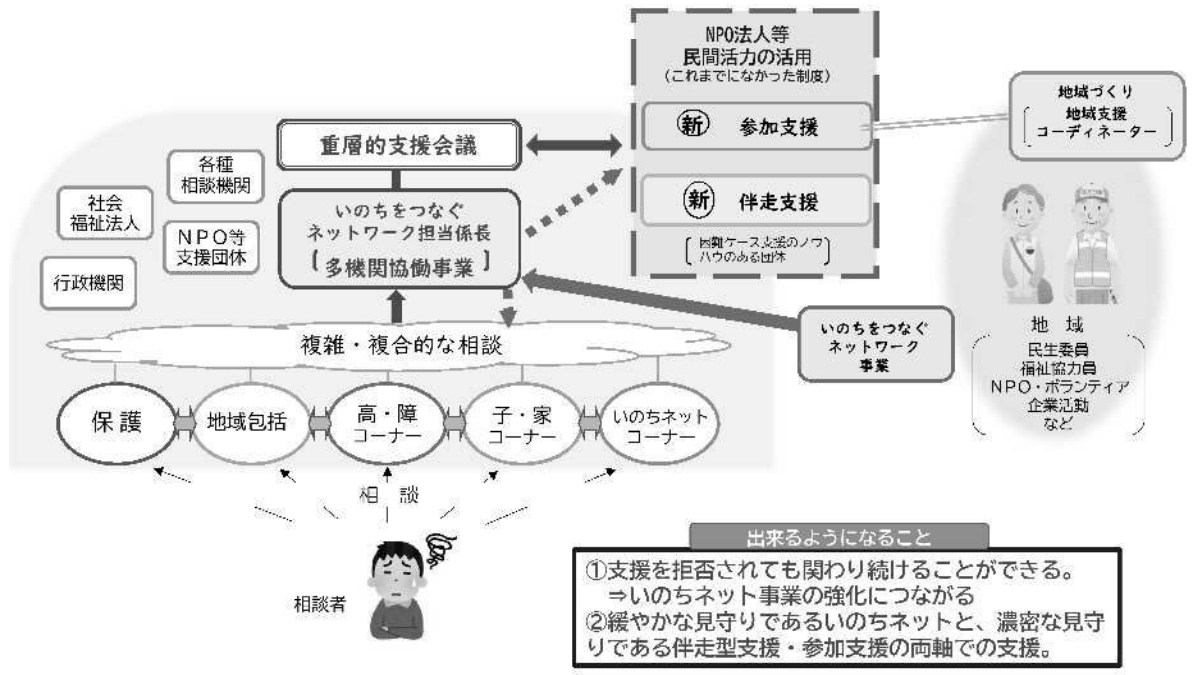 NPO法人等
民間活力の活用
(これまでになかった制度)
新 参加支援
新 伴走支援
困難ケース支援のノウ
ハウのある団体
地域づくり
地域支援
コーディネーター
重層的支援会議
各種
相談機関
社会
福祉法人
NPO等
支援団体
行政機関
いのちをつなぐ
ネットワーク担当係長
多機関協働事業
いのちをつなぐ
ネットワーク
事業
地 域
民生委員
福祉協力員
NPO・ボランティア
企業活動
など
複雑・複合的な相談
保護
地域包括
高・障
コーナー
子・家
コーナー
いのちネット
コーナー
相 談
相談者
出来るようになること
①支援を拒否されても関わり続けることができる。
⇒いのちネット事業の強化につながる
②緩やかな見守りであるいのちネットと、濃密な見守
りである伴走型支援・参加支援の両軸での支援。